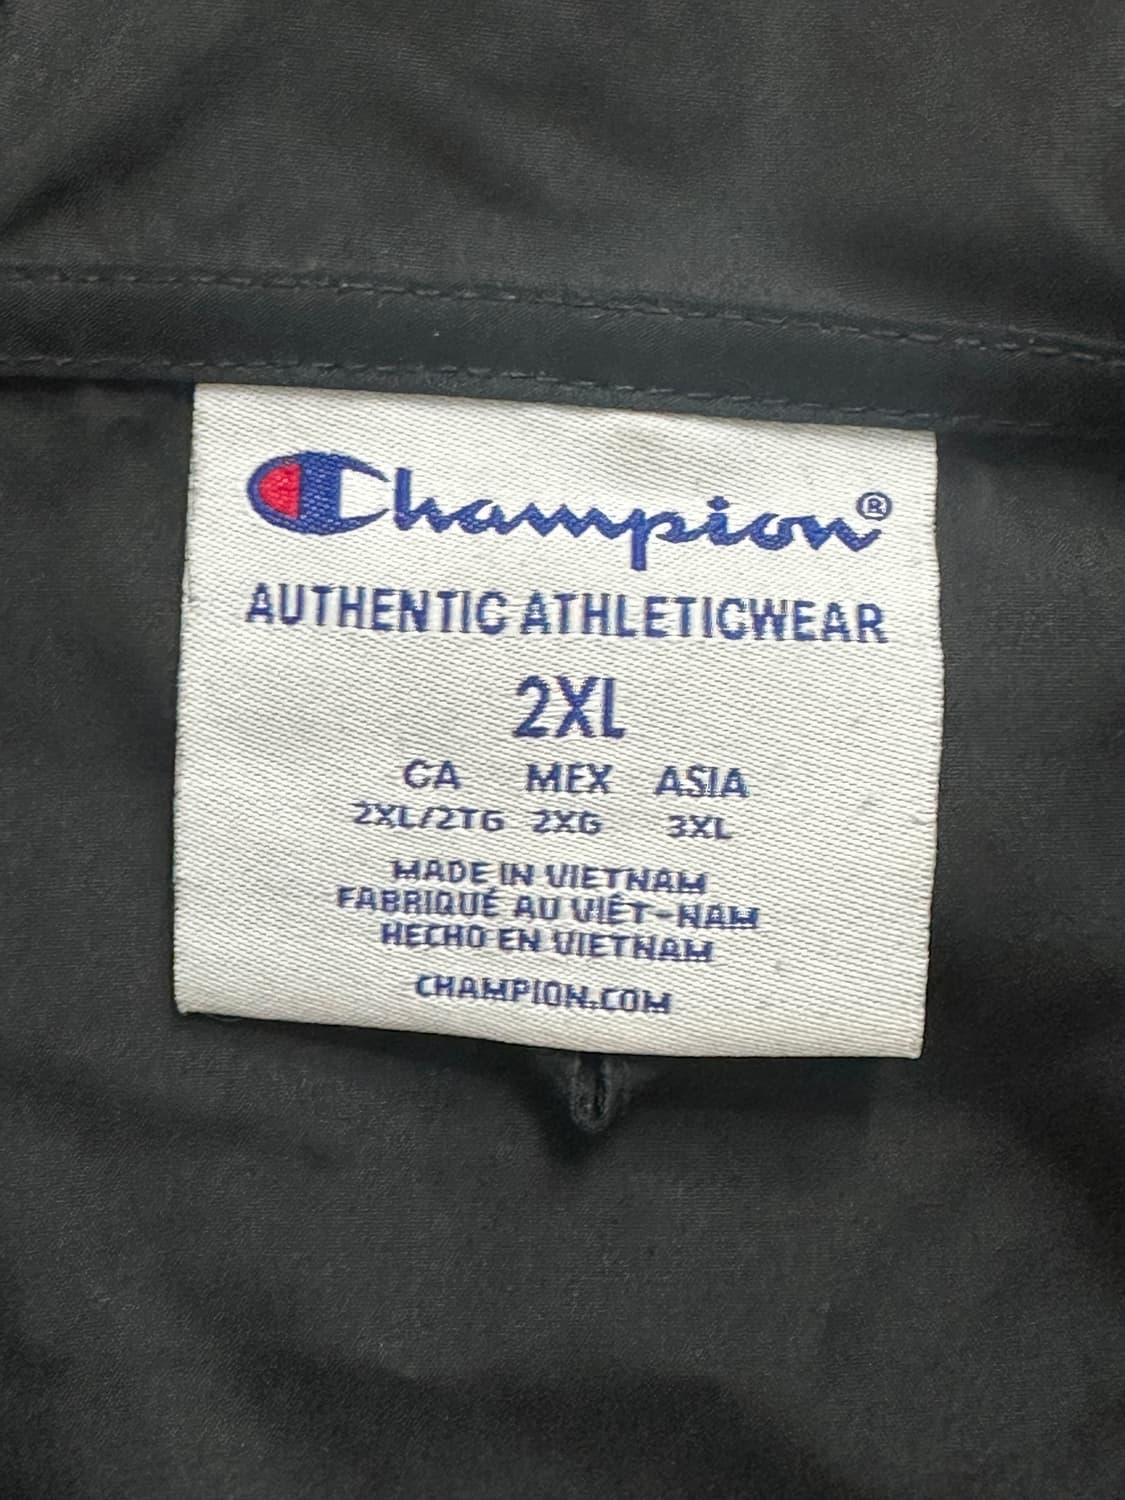 Champion®
AUTHENTIC ATHLETICWEAR
2XL
CA MEX ASIA
2XL/2TG 2XG 3XL
MADE IN VIETNAM
FABRIQUÉ AU VIÊT-NAM
HECHO EN VIETNAM
CHAMPION.COM